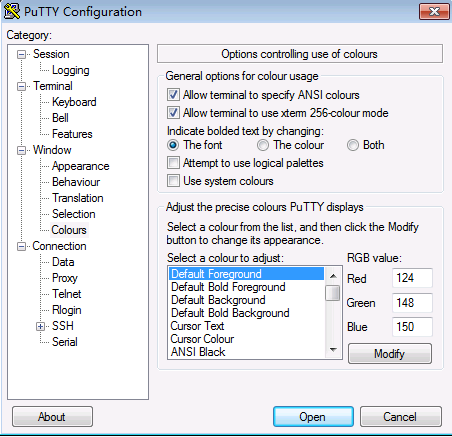 PuTTY Configuration
Category:
Session
Logging
Terminal
Keyboard
Bell
Features
Window
Appearance
Behaviour
Translation
Selection
Colours
Connection
Data
Proxy
Telnet
Rlogin
SSH
Serial
Options controlling use of colours
General options for colour usage
Allow terminal to specify ANSI colours
Allow terminal to use xterm 256-colour mode
Indicate bolded text by changing:
The font The colour Both
Attempt to use logical palettes
Use system colours
Adjust the precise colours PuTTY displays
Select a colour from the list, and then click the Modify
button to change its appearance.
Select a colour to adjust:
Default Foreground
Default Bold Foreground
Default Background
Default Bold Background
Cursor Text
Cursor Colour
ANSI Black
RGB value:
Red 124
Green 148
Blue 150
Modify
About
Open
Cancel